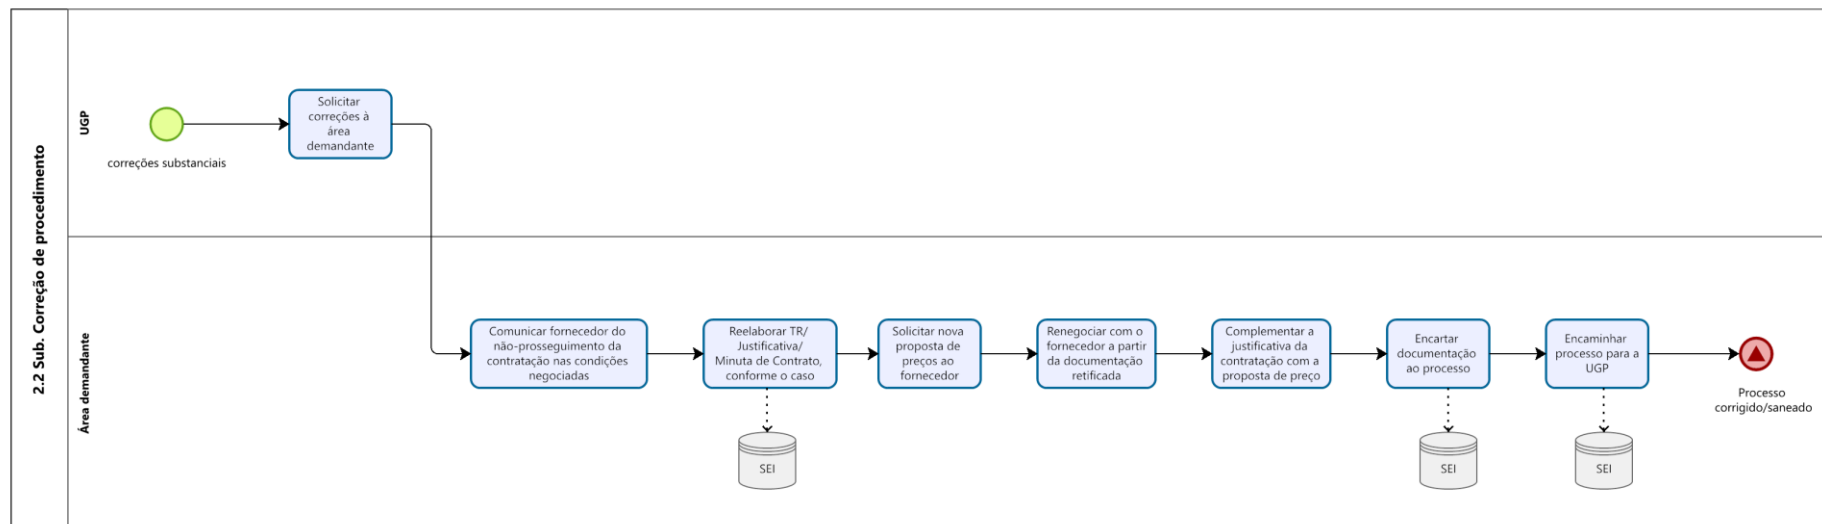 2.2 Sub. Correção de procedimento
UGP
correções substanciais
Solicitar
correções à
área
demandante
Área demandante
Comunicar fornecedor do
não-prosseguimento da
contratação nas condições
negociadas
Reelaborar TR/
Justificativa/
Minuta de Contrato,
conforme o caso
SEI
Solicitar nova
proposta de
preços ao
fornecedor
Renegociar com o
fornecedor a partir
da documentação
retificada
Complementar a
justificativa da
contratação com a
proposta de preço
Encartar
documentação
ao processo
SEI
Encaminhar
processo para a
UGP
SEI
Processo
corrigido/saneado